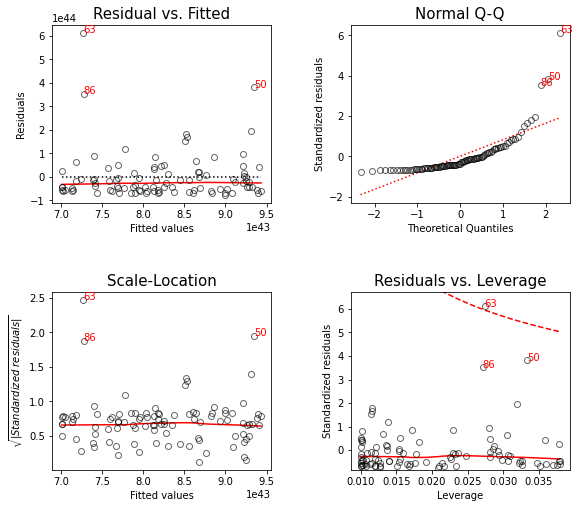 Residual vs. Fitted
1e44
6
5
4
3
2
1
0
−1
Residuals
63
86
50
7.0 7.5 8.0 8.5 9.0 9.5
Fitted values
1e43
Normal Q-Q
6
4
2
0
−2
Standardized residuals
63
50
86
−2 −1 0 1 2
Theoretical Quantiles
Scale-Location
2.5
2.0
1.5
1.0
0.5
√|Standardized residuals|
63
86
50
7.0 7.5 8.0 8.5 9.0 9.5
Fitted values
1e43
Residuals vs. Leverage
6
5
4
3
2
1
0
Standardized residuals
63
50
86
0.010 0.015 0.020 0.025 0.030 0.035
Leverage